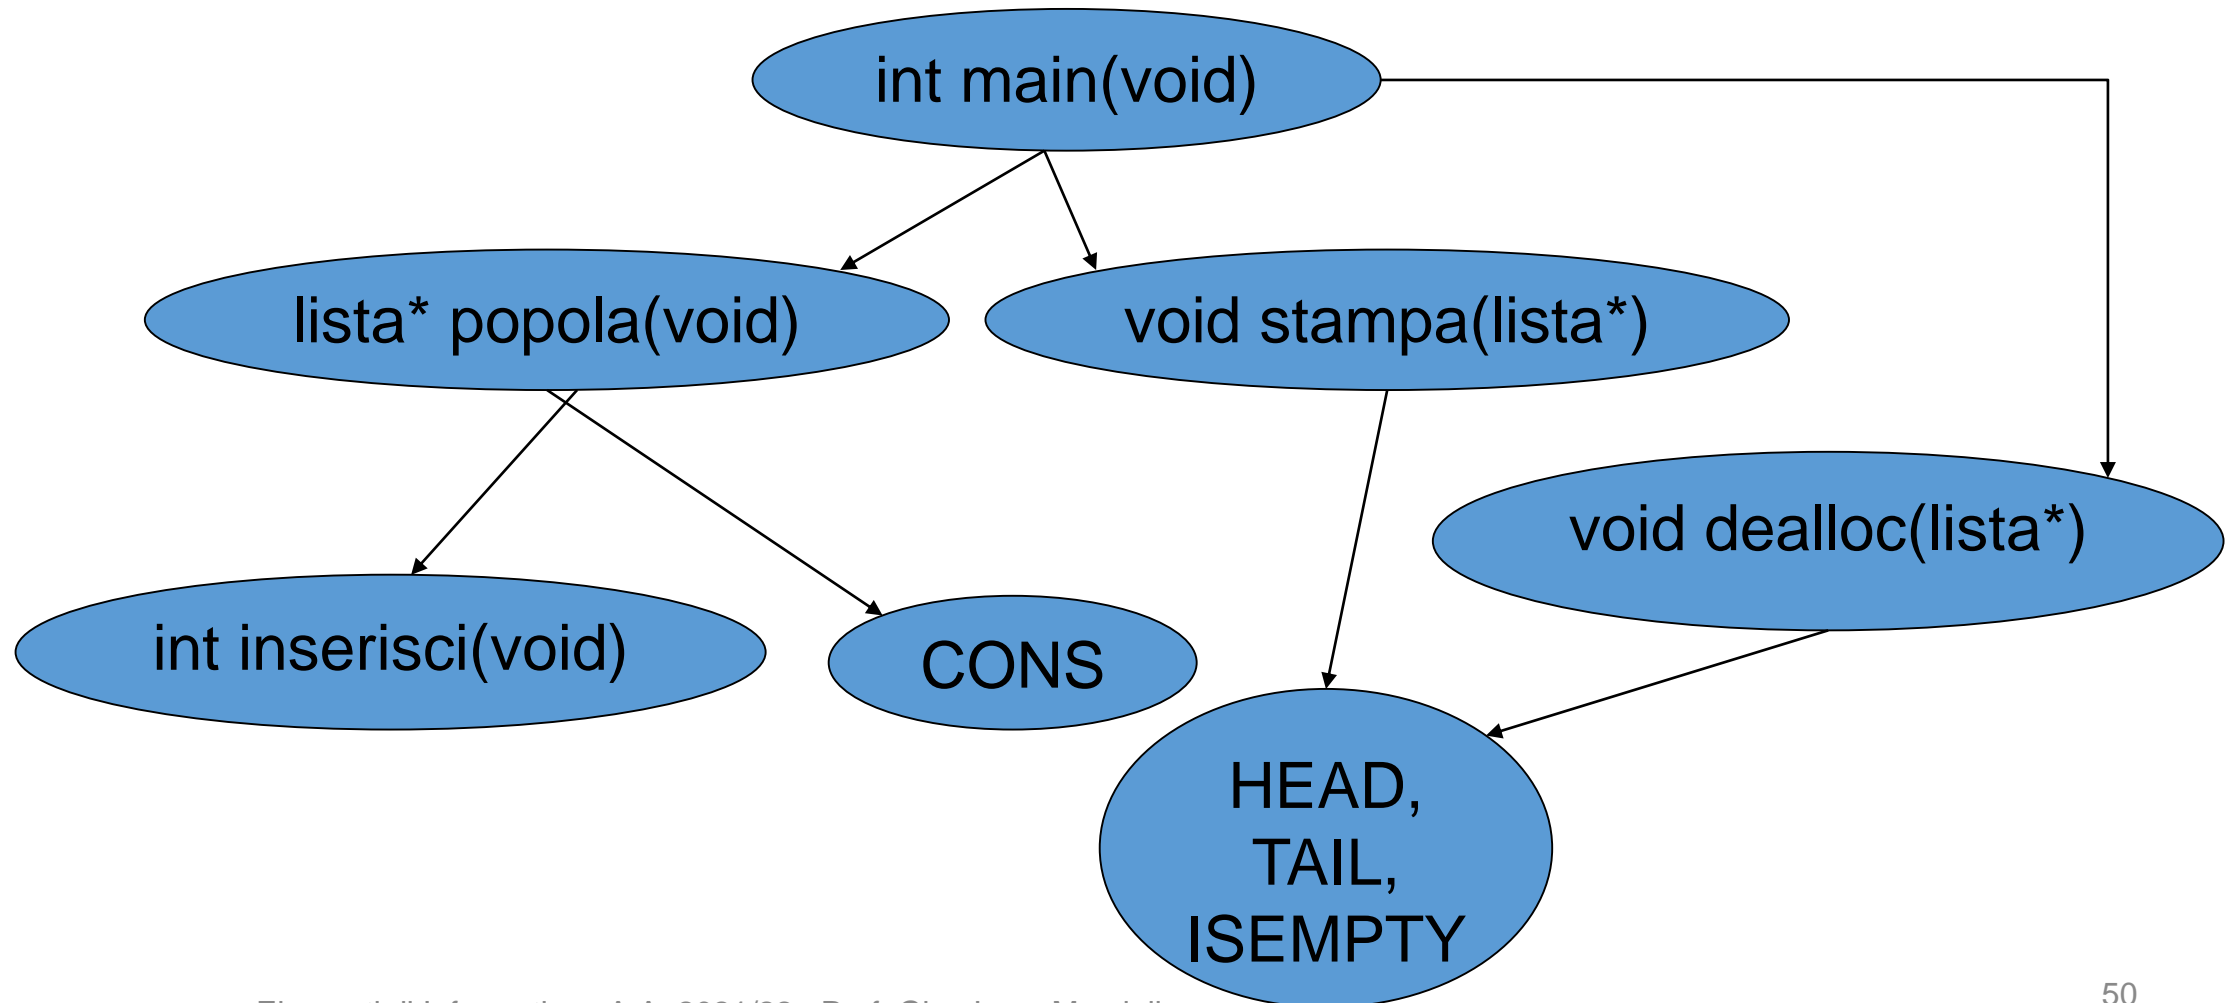 int main(void)
lista* popola(void)
void stampa(lista*)
void dealloc(lista*)
int inserisci(void)
CONS
HEAD,
TAIL,
ISEMPTY
50